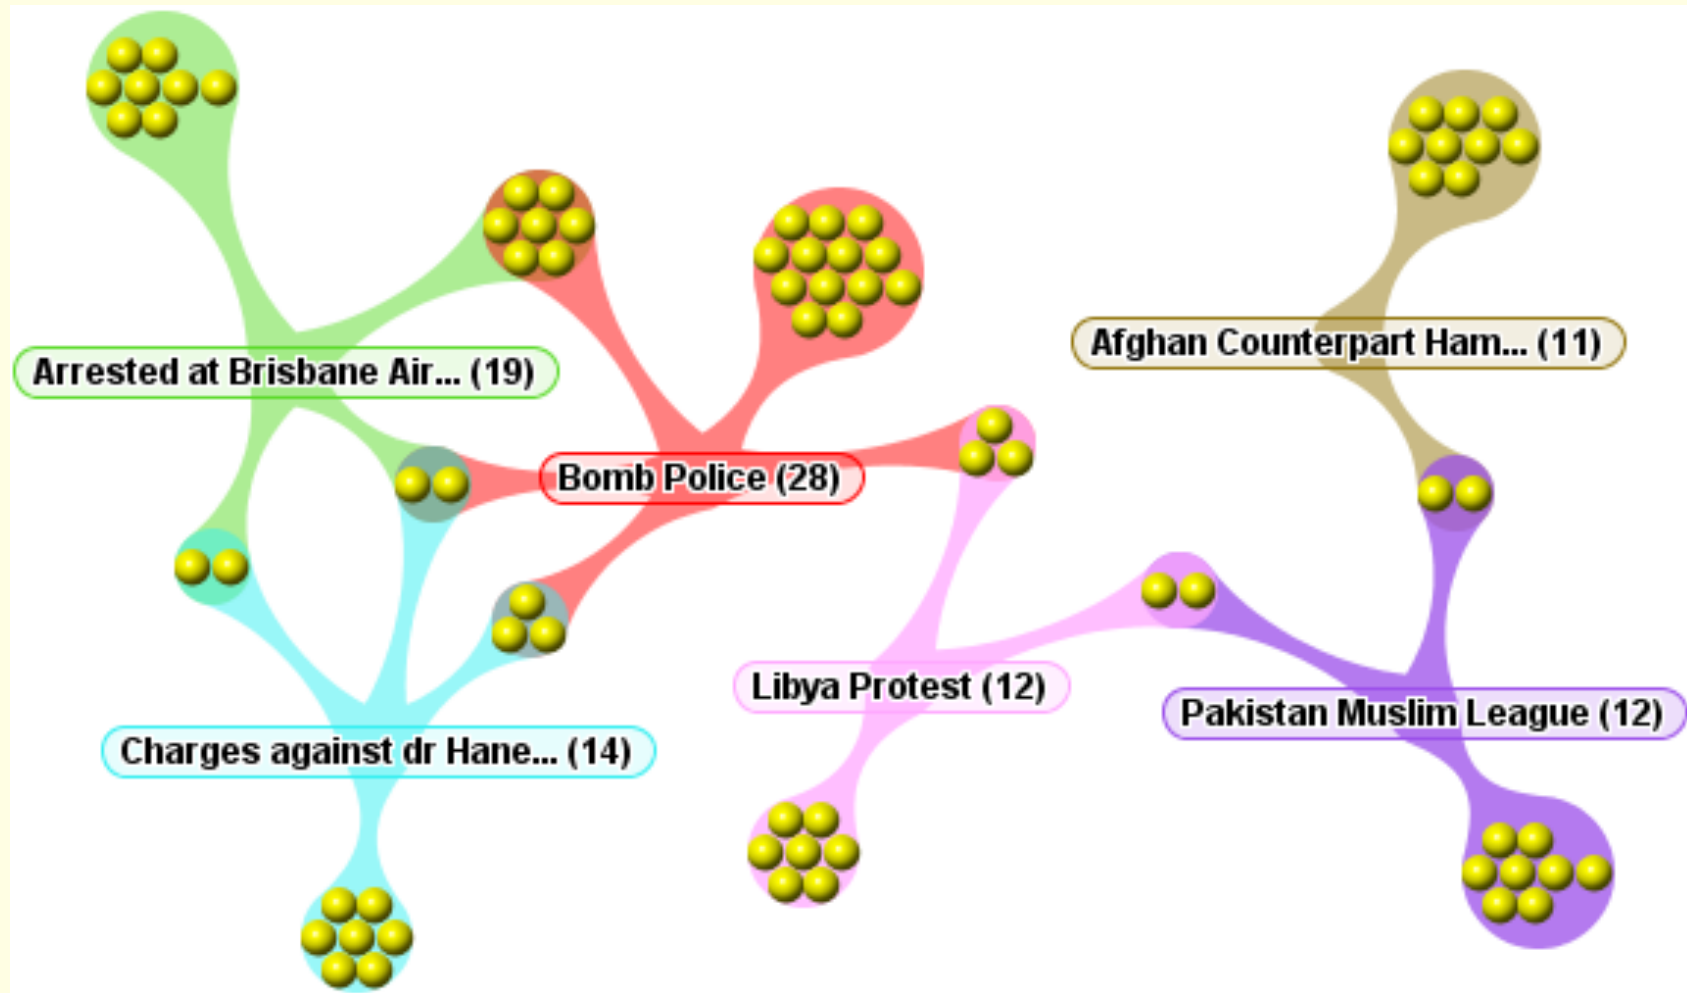 Afghan Counterpart Ham... (11)
Arrested at Brisbane Air... (19)
Bomb Police (28)
Libya Protest (12)
Pakistan Muslim League (12)
Charges against dr Hane... (14)